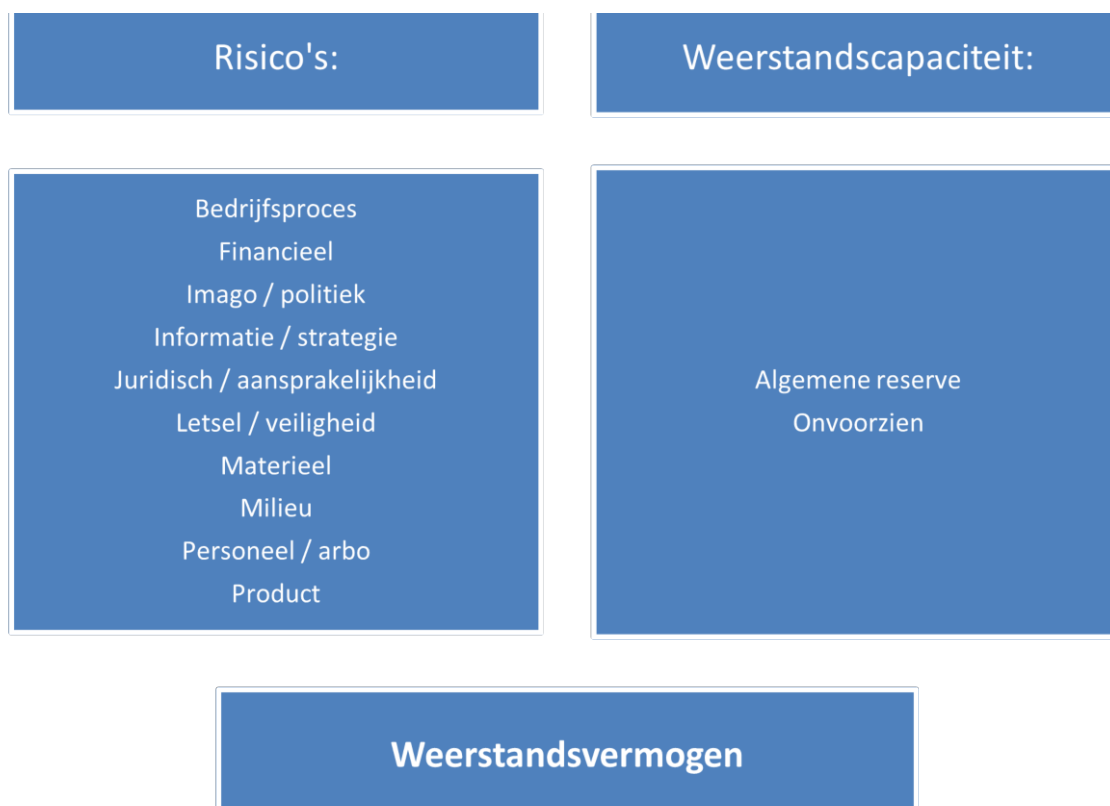 Risico's:
Weerstandscapaciteit:
Bedrijfsproces
Financieel
Imago / politiek
Informatie / strategie
Juridisch / aansprakelijkheid
Letsel / veiligheid
Materieel
Milieu
Personeel / arbo
Product
Algemene reserve
Onvoorzien
Weerstandsvermogen